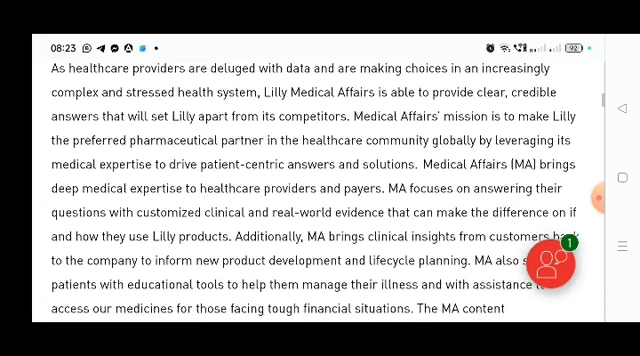 08:23
92
As healthcare providers are deluged with data and are making choices in an increasingly
complex and stressed health system, Lilly Medical Affairs is able to provide clear, credible
answers that will set Lilly apart from its competitors. Medical Affairs' mission is to make Lilly
the preferred pharmaceutical partner in the healthcare community globally by leveraging its
medical expertise to drive patient-centric answers and solutions. Medical Affairs (MA) brings
deep medical expertise to healthcare providers and payers. MA focuses on answering their
questions with customized clinical and real-world evidence that can make the difference on if
and how they use Lilly products. Additionally, MA brings clinical insights from customers back
1
to the company to inform new product development and lifecycle planning. MA also
patients with educational tools to help them manage their illness and with assistance
access our medicines for those facing tough financial situations. The MA content